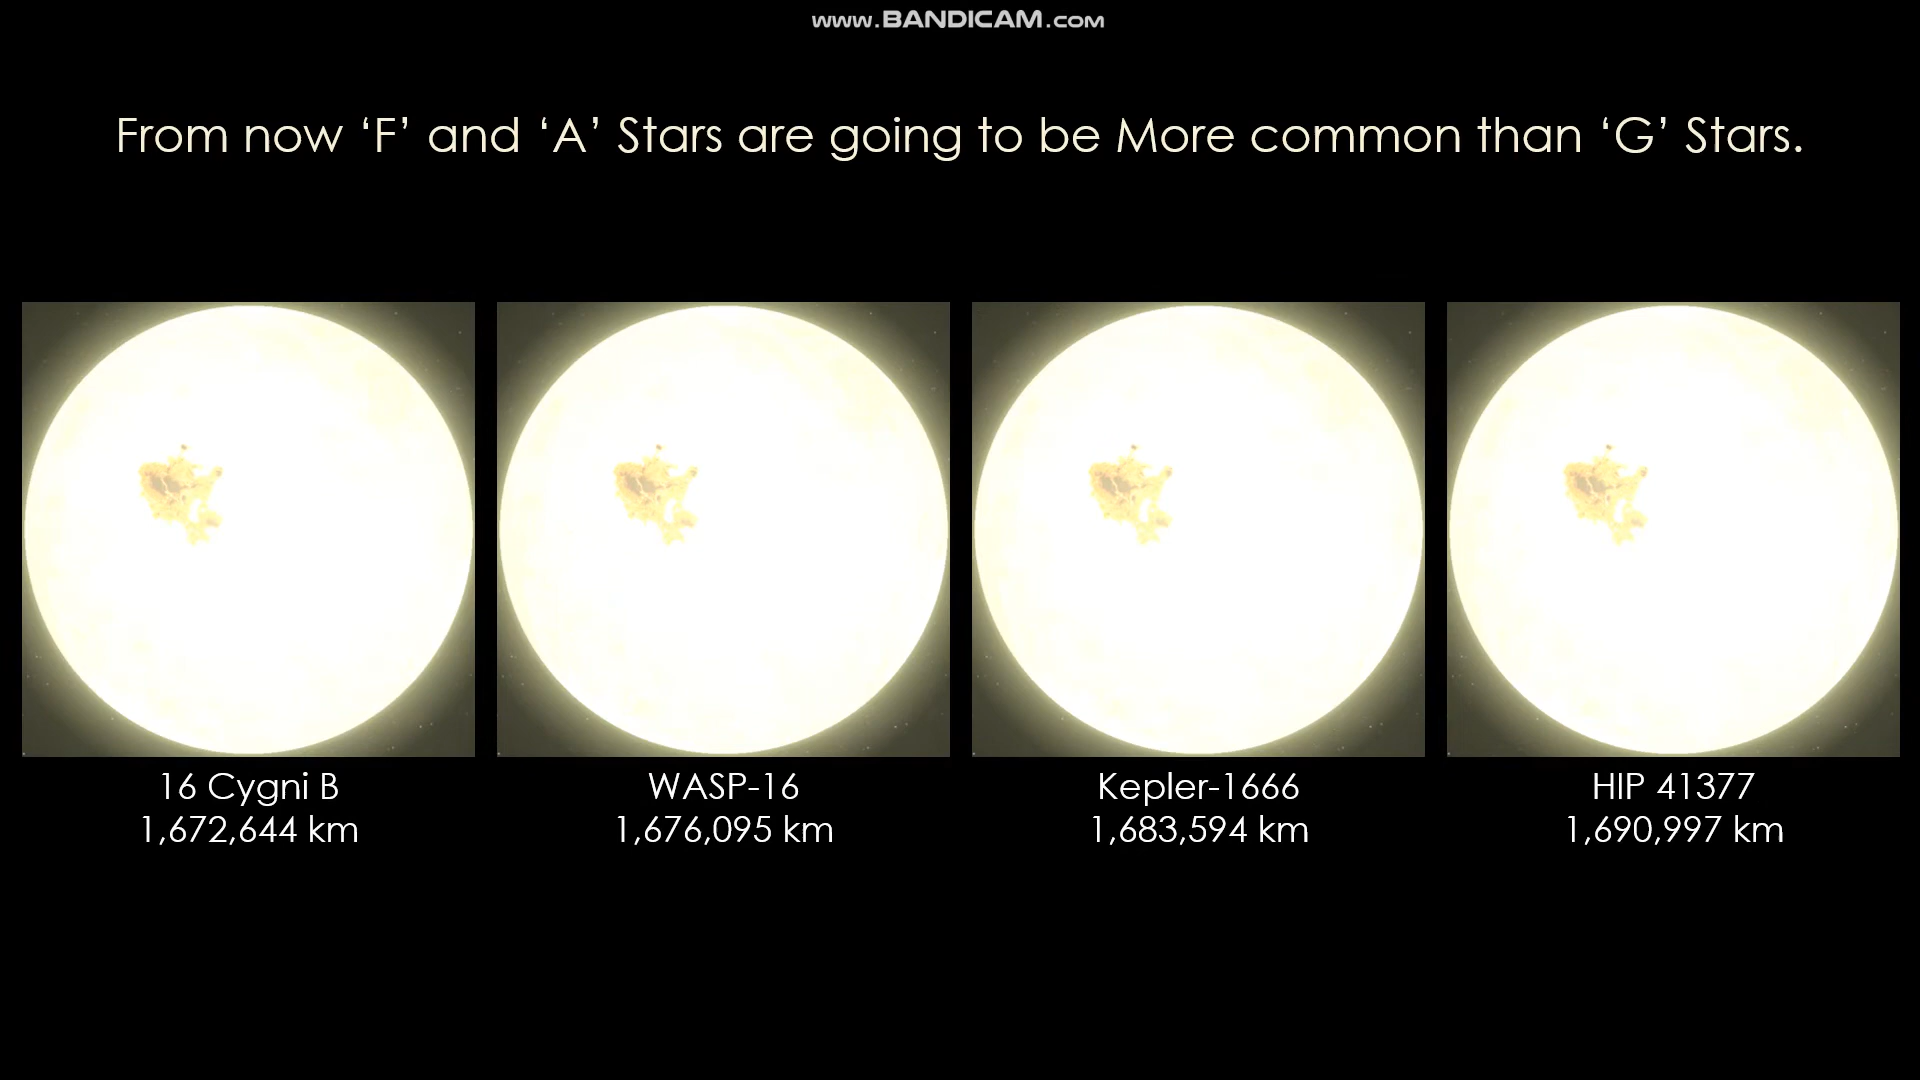 www.BANDICAM.com
From now ‘F’ and ‘A’ Stars are going to be More common than ‘G’ Stars.
16 Cygni B
1,672,644 km
WASP-16
1,676,095 km
Kepler-1666
1,683,594 km
HIP 41377
1,690,997 km